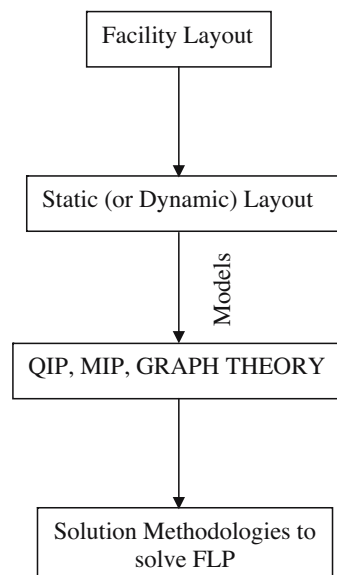 Facility Layout
Static (or Dynamic) Layout
Models
QIP, MIP, GRAPH THEORY
Solution Methodologies to
solve FLP